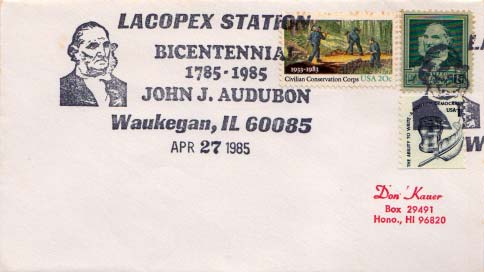 LACOPEX STATION
BICENTENNIAL
1785-1985
JOHN J. AUDUBON
Waukegan, IL 60085
APR 27 1985
1933-1983
Civilian Conservation Corps USA 20c
THE ABILITY TO WRITE
USA
Don Kauer
Box 29491
Hono., HI 96820